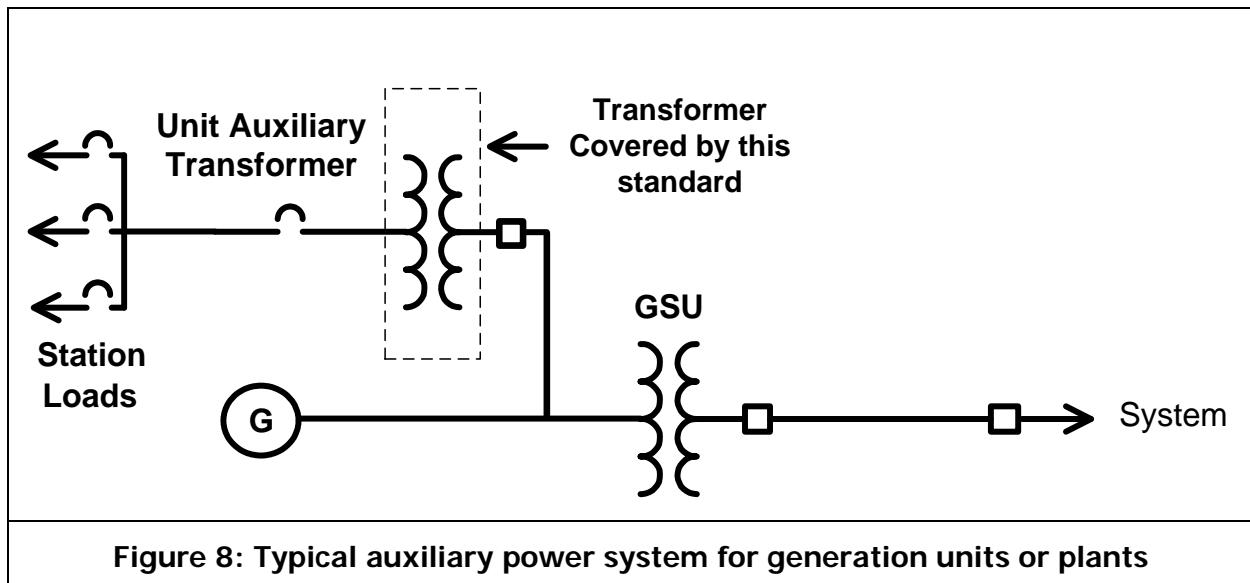 Unit Auxiliary
Transformer
Transformer
Covered by this
standard
GSU
Station
Loads
G
System
Figure 8: Typical auxiliary power system for generation units or plants